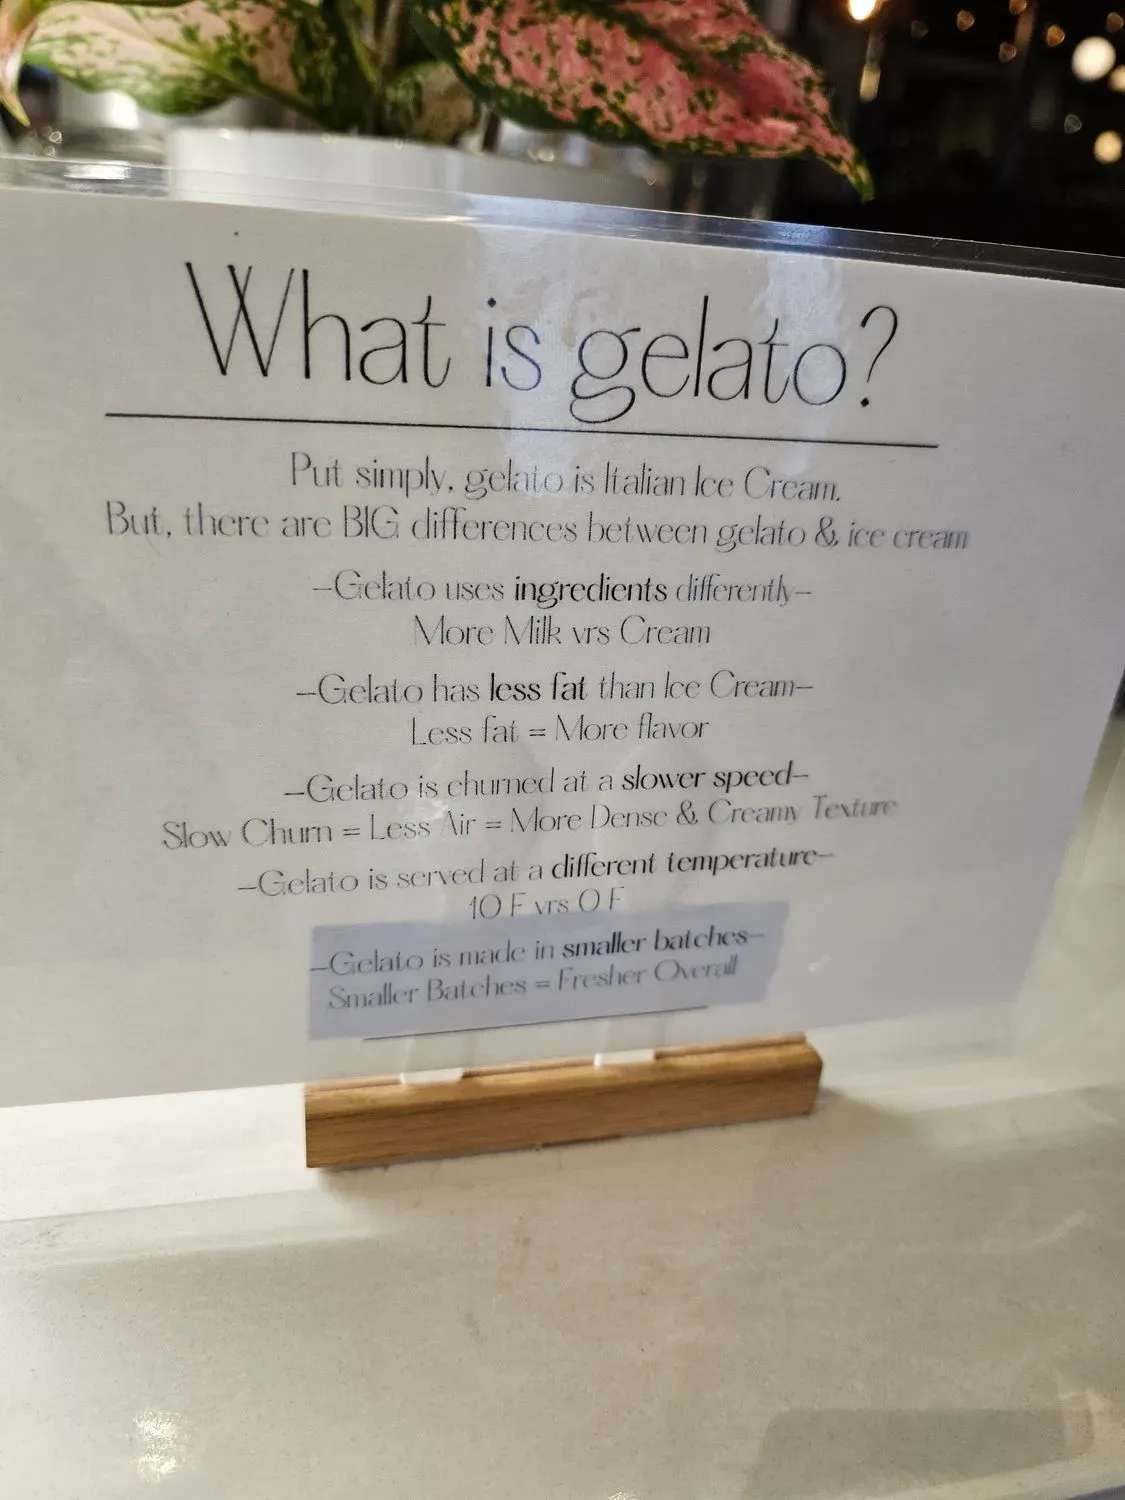 What is gelato?
Put simply, gelato is Italian Ice Cream.
But, there are BIG differences between gelato & ice cream
–Gelato uses ingredients differently–
More Milk vrs Cream
–Gelato has less fat than Ice Cream–
Less fat = More flavor
–Gelato is churned at a slower speed–
Slow Churn = Less Air = More Dense & Creamy Texture
–Gelato is served at a different temperature–
10 F vrs 0 F
–Gelato is made in smaller batches–
Smaller Batches = Fresher Overall